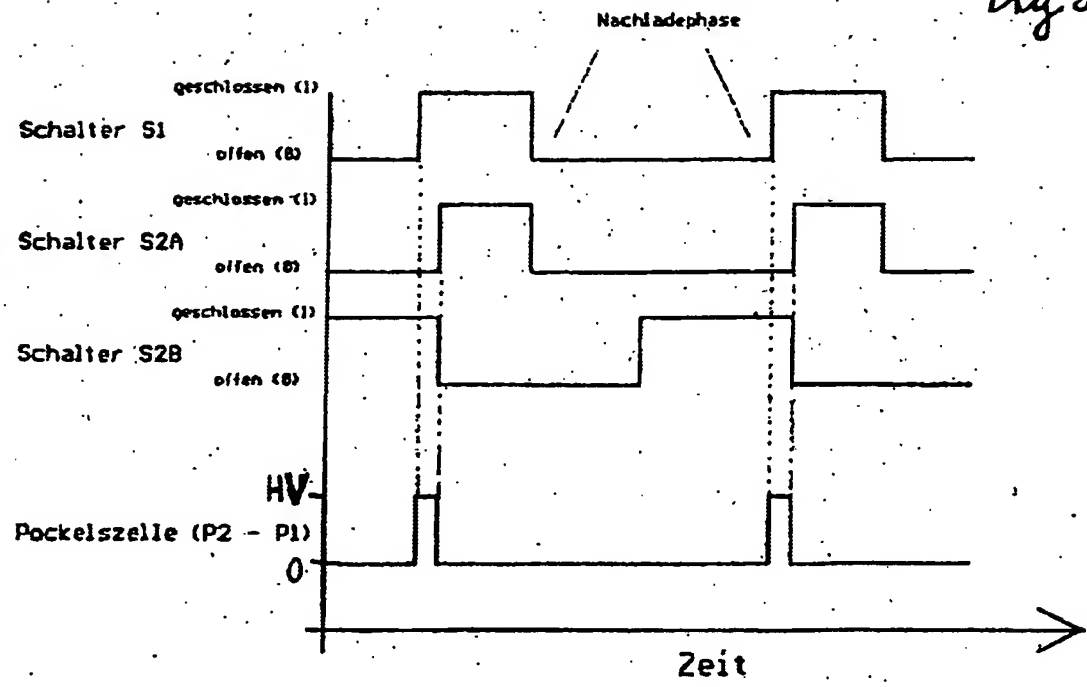 Nachladephase
geschlossen (1)
Schalter S1
offen (0)
geschlossen (1)
Schalter S2A
offen (0)
geschlossen (1)
Schalter S2B
offen (0)
HV
Pockelszelle (P2 - P1)
0
Zeit